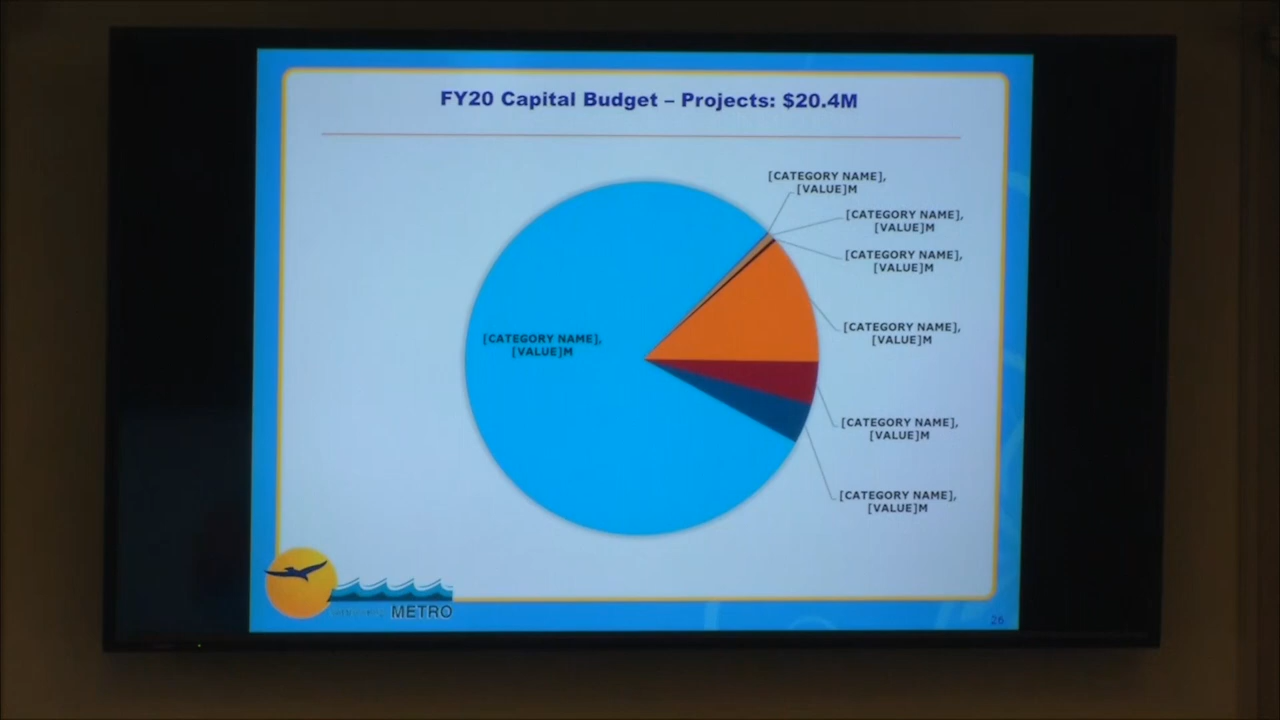 FY20 Capital Budget – Projects: $20.4M
[CATEGORY NAME],
[VALUE]M
[CATEGORY NAME],
[VALUE]M
[CATEGORY NAME],
[VALUE]M
[CATEGORY NAME],
[VALUE]M
[CATEGORY NAME],
[VALUE]M
[CATEGORY NAME],
[VALUE]M
[CATEGORY NAME],
[VALUE]M
METRO
26